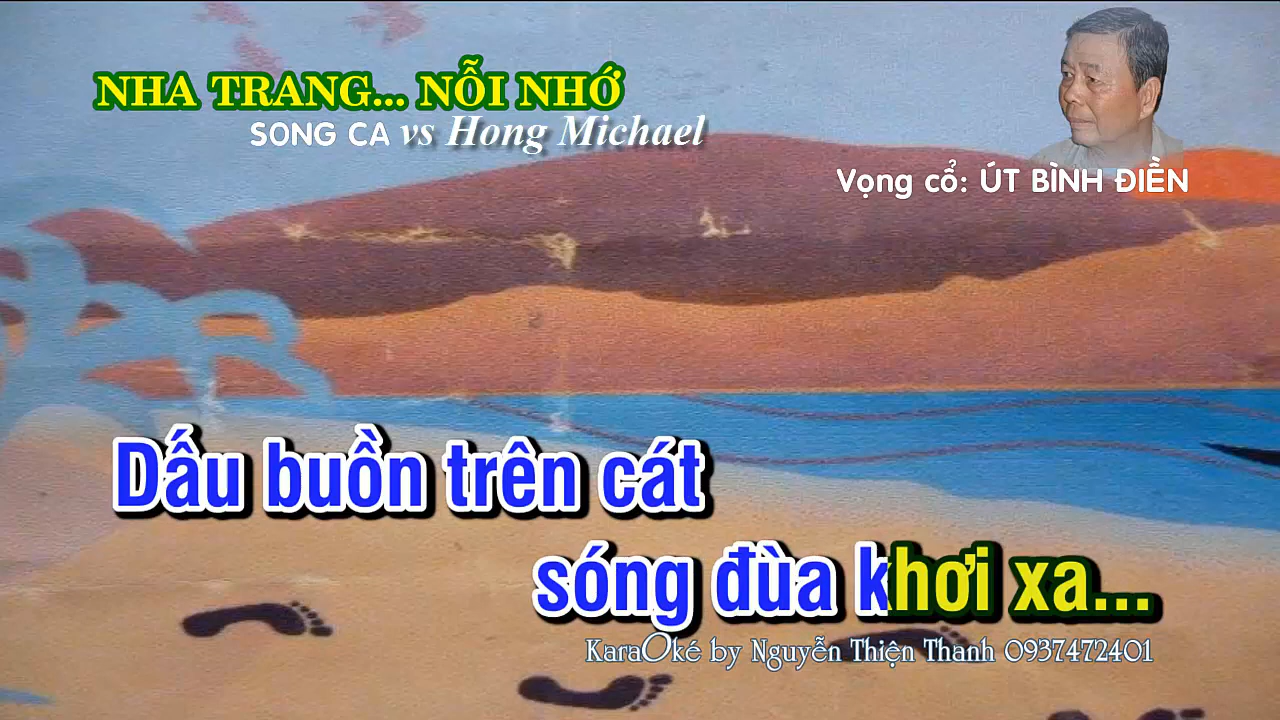 NHA TRANG... NỖI NHỚ
SONG CA vs Hong Michael
Vọng cổ: ÚT BÌNH ĐIỀN
Dấu buồn trên cát
sóng đùa khơi xa...
KaraOké by Nguyễn Thiện Thanh 0937472401